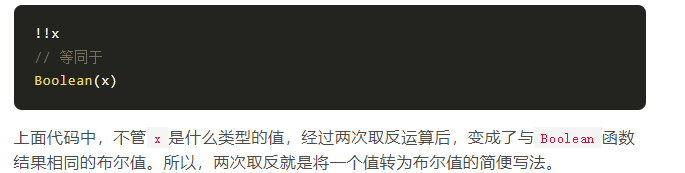 !!x
// 等同于
Boolean(x)
上面代码中，不管 x 是什么类型的值，经过两次取反运算后，变成了与 Boolean 函数
结果相同的布尔值。所以，两次取反就是将一个值转为布尔值的简便写法。